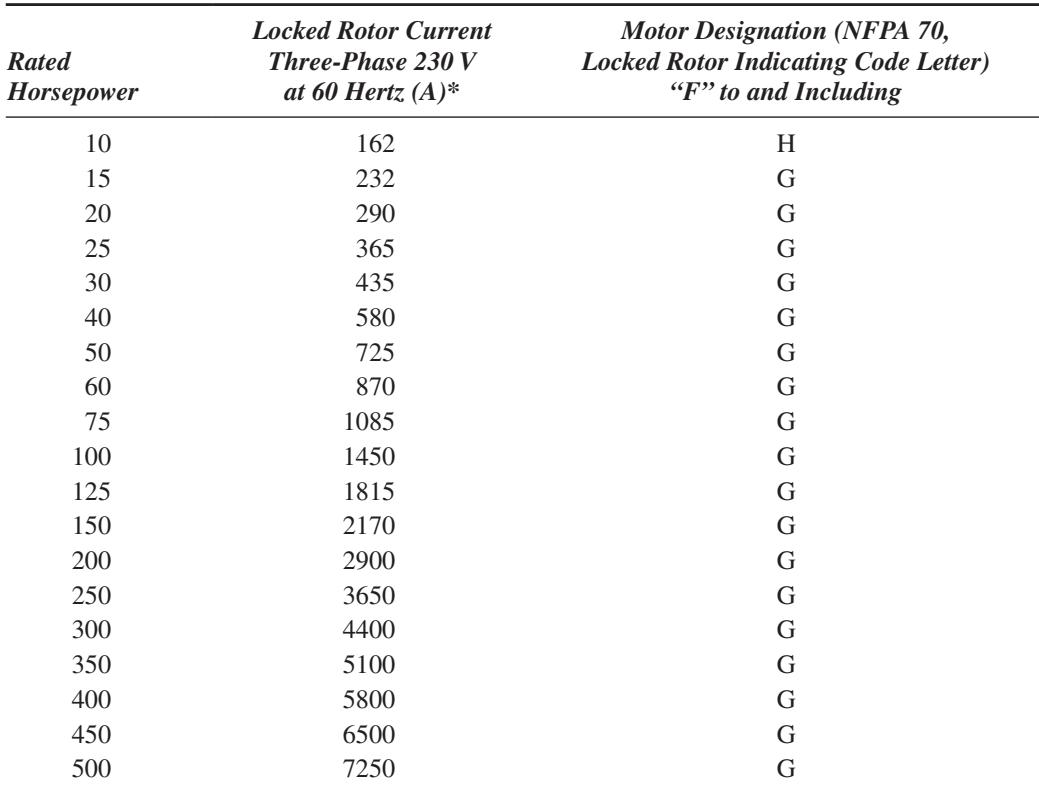 Rated Horsepower | Locked Rotor Current Three-Phase 230 V at 60 Hertz (A)* | Motor Designation (NFPA 70, Locked Rotor Indicating Code Letter) “F” to and Including
10 162 H
15 232 G
20 290 G
25 365 G
30 435 G
40 580 G
50 725 G
60 870 G
75 1085 G
100 1450 G
125 1815 G
150 2170 G
200 2900 G
250 3650 G
300 4400 G
350 5100 G
400 5800 G
450 6500 G
500 7250 G